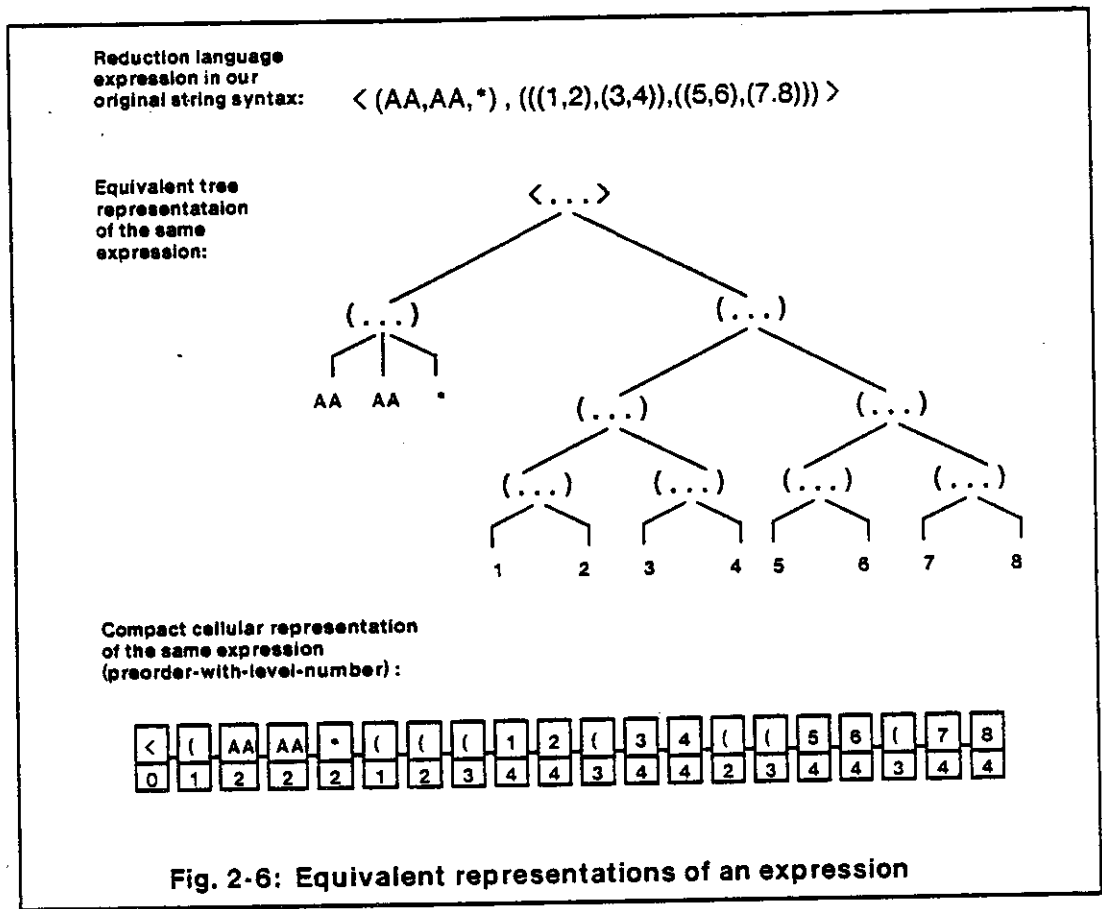 Reduction language
expression in our
original string syntax: < (AA,AA,*) , (((1,2),(3,4)),((5,6),(7.8))) >
Equivalent tree
representataion
of the same
expression:
<...>
(...) (...)
AA AA *
(...) (...)
(...) (...) (...) (...)
1 2 3 4 5 6 7 8
Compact cellular representation
of the same expression
(preorder-with-level-number) :
< ( AA AA * ( ( ( 1 2 ( 3 4 ( ( 5 6 ( 7 8
0 1 2 2 2 1 2 3 4 4 3 4 4 2 3 4 4 3 4 4
Fig. 2-6: Equivalent representations of an expression